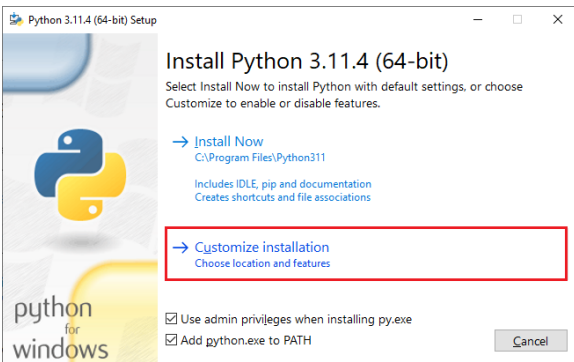 Python 3.11.4 (64-bit) Setup
Install Python 3.11.4 (64-bit)
Select Install Now to install Python with default settings, or choose
Customize to enable or disable features.
Install Now
C:\Program Files\Python311
Includes IDLE, pip and documentation
Creates shortcuts and file associations
Customize installation
Choose location and features
Use admin privileges when installing py.exe
Add python.exe to PATH
Cancel
python
for
windows